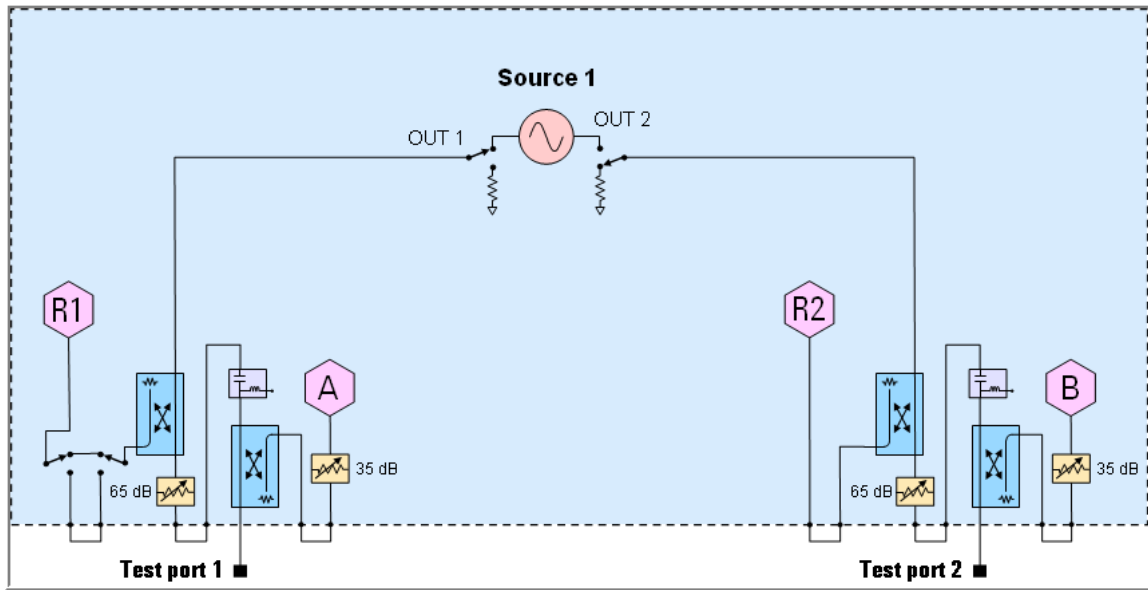 Source 1
OUT 1
OUT 2
R1
R2
A
B
65 dB
35 dB
65 dB
35 dB
Test port 1
Test port 2